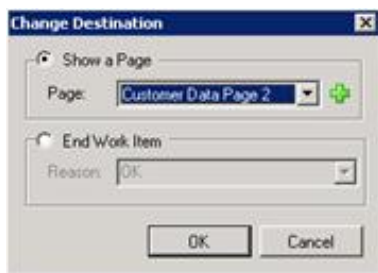 Change Destination
Show a Page
Page: Customer Data Page 2
End Work Item
Reason: OK
OK Cancel